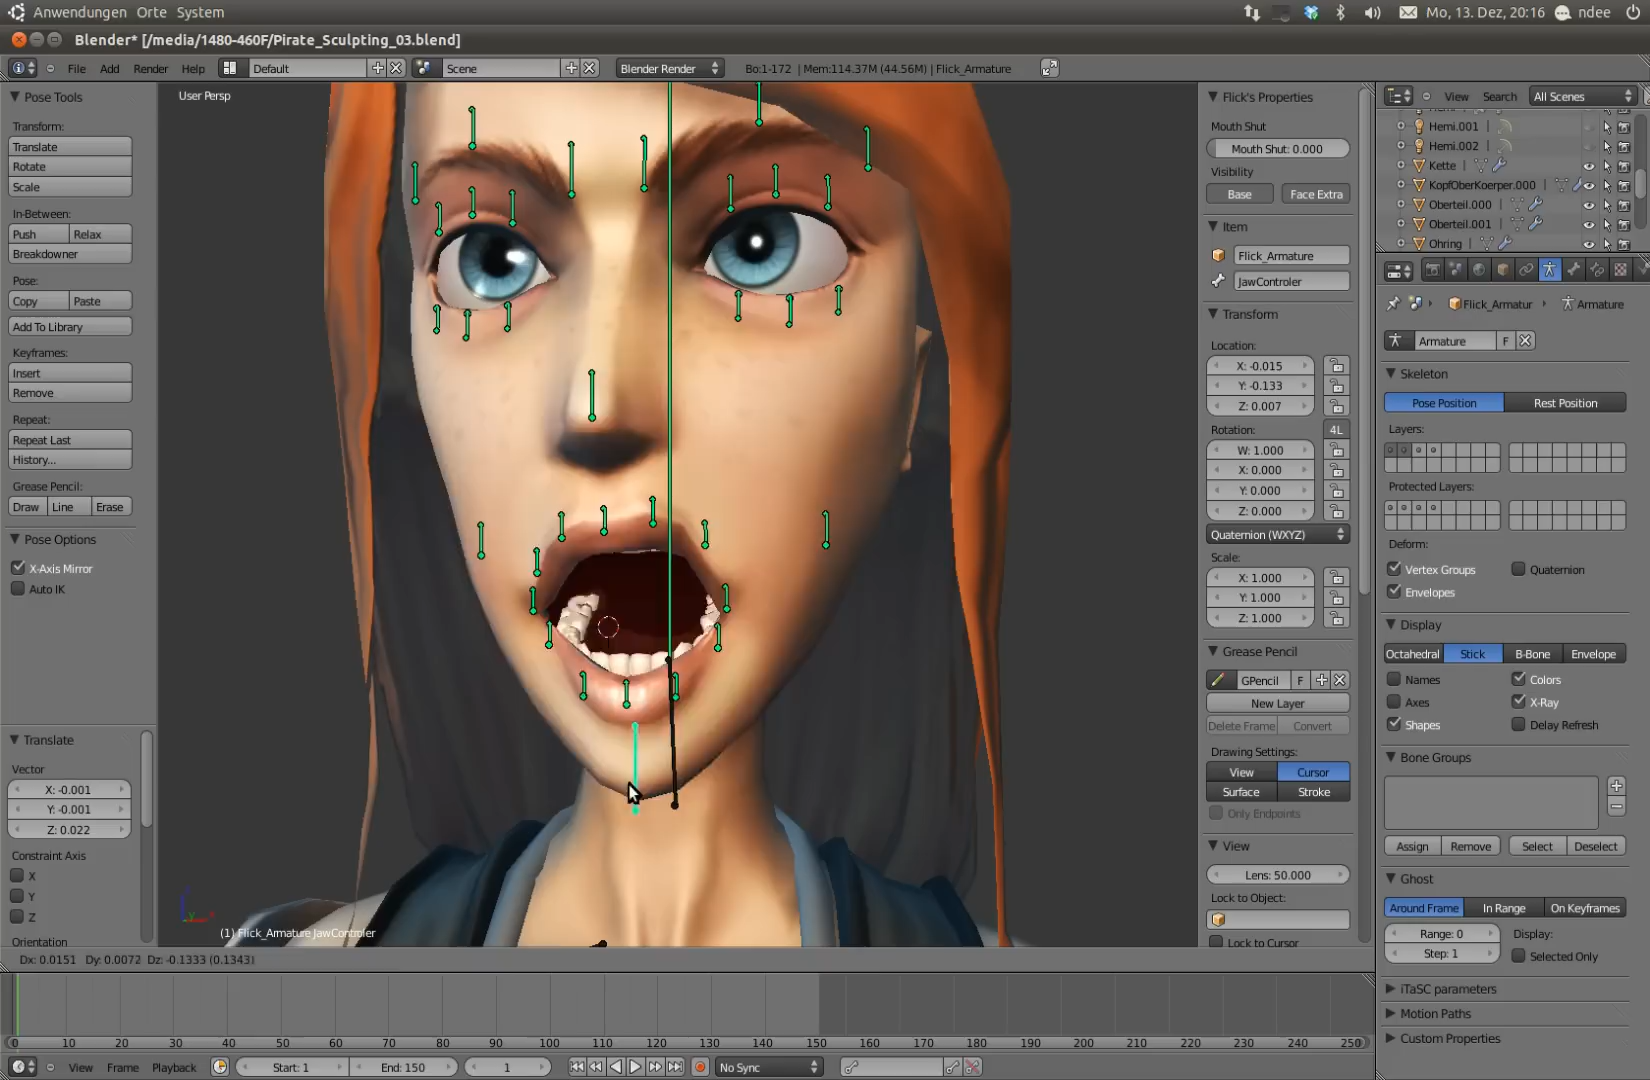 Anwendungen Orte System
Mo, 13. Dez, 20:16 ndee
Blender* [/media/1480-460F/Pirate_Sculpting_03.blend]
File Add Render Help Default Scene Blender Render Bo:1-172 | Mem:114.37M (44.56M) | Flick_Armature
Pose Tools
Transform:
Translate
Rotate
Scale
In-Between:
Push Relax
Breakdowner
Pose:
Copy Paste
Add To Library
Keyframes:
Insert
Remove
Repeat:
Repeat Last
History...
Grease Pencil:
Draw Line Erase
Pose Options
X-Axis Mirror
Auto IK
Translate
Vector
X: -0.001
Y: -0.001
Z: 0.022
Constraint Axis
X
Y
Z
Orientation
User Persp
(1) Flick_Armature JawControler
Dx: 0.0151 Dy: 0.0072 Dz: -0.1333 (0.1343)
Flick's Properties
Mouth Shut
Mouth Shut: 0.000
Visibility
Base Face Extra
Item
Flick_Armature
JawControler
Transform
Location:
X: -0.015
Y: -0.133
Z: 0.007
Rotation: 4L
W: 1.000
X: 0.000
Y: 0.000
Z: 0.000
Quaternion (WXYZ)
Scale:
X: 1.000
Y: 1.000
Z: 1.000
Grease Pencil
GPencil F
New Layer
Delete Frame Convert
Drawing Settings:
View Cursor
Surface Stroke
Only Endpoints
View
Lens: 50.000
Lock to Object:
Lock to Cursor
View Search All Scenes
Hemi.001
Hemi.002
Kette
KopfOberKoerper.000
Oberteil.000
Oberteil.001
Ohring
Flick_Armatur Armature
Armature F
Skeleton
Pose Position Rest Position
Layers:
Protected Layers:
Deform:
Vertex Groups Quaternion
Envelopes
Display
Octahedral Stick B-Bone Envelope
Names Colors
Axes X-Ray
Shapes Delay Refresh
Bone Groups
Assign Remove Select Deselect
Ghost
Around Frame In Range On Keyframes
Range: 0 Display:
Step: 1 Selected Only
iTaSC parameters
Motion Paths
Custom Properties
0 10 20 30 40 50 60 70 80 90 100 110 120 130 140 150 160 170 180 190 200 210 220 230 240 250
View Frame Playback Start: 1 End: 150 1 No Sync